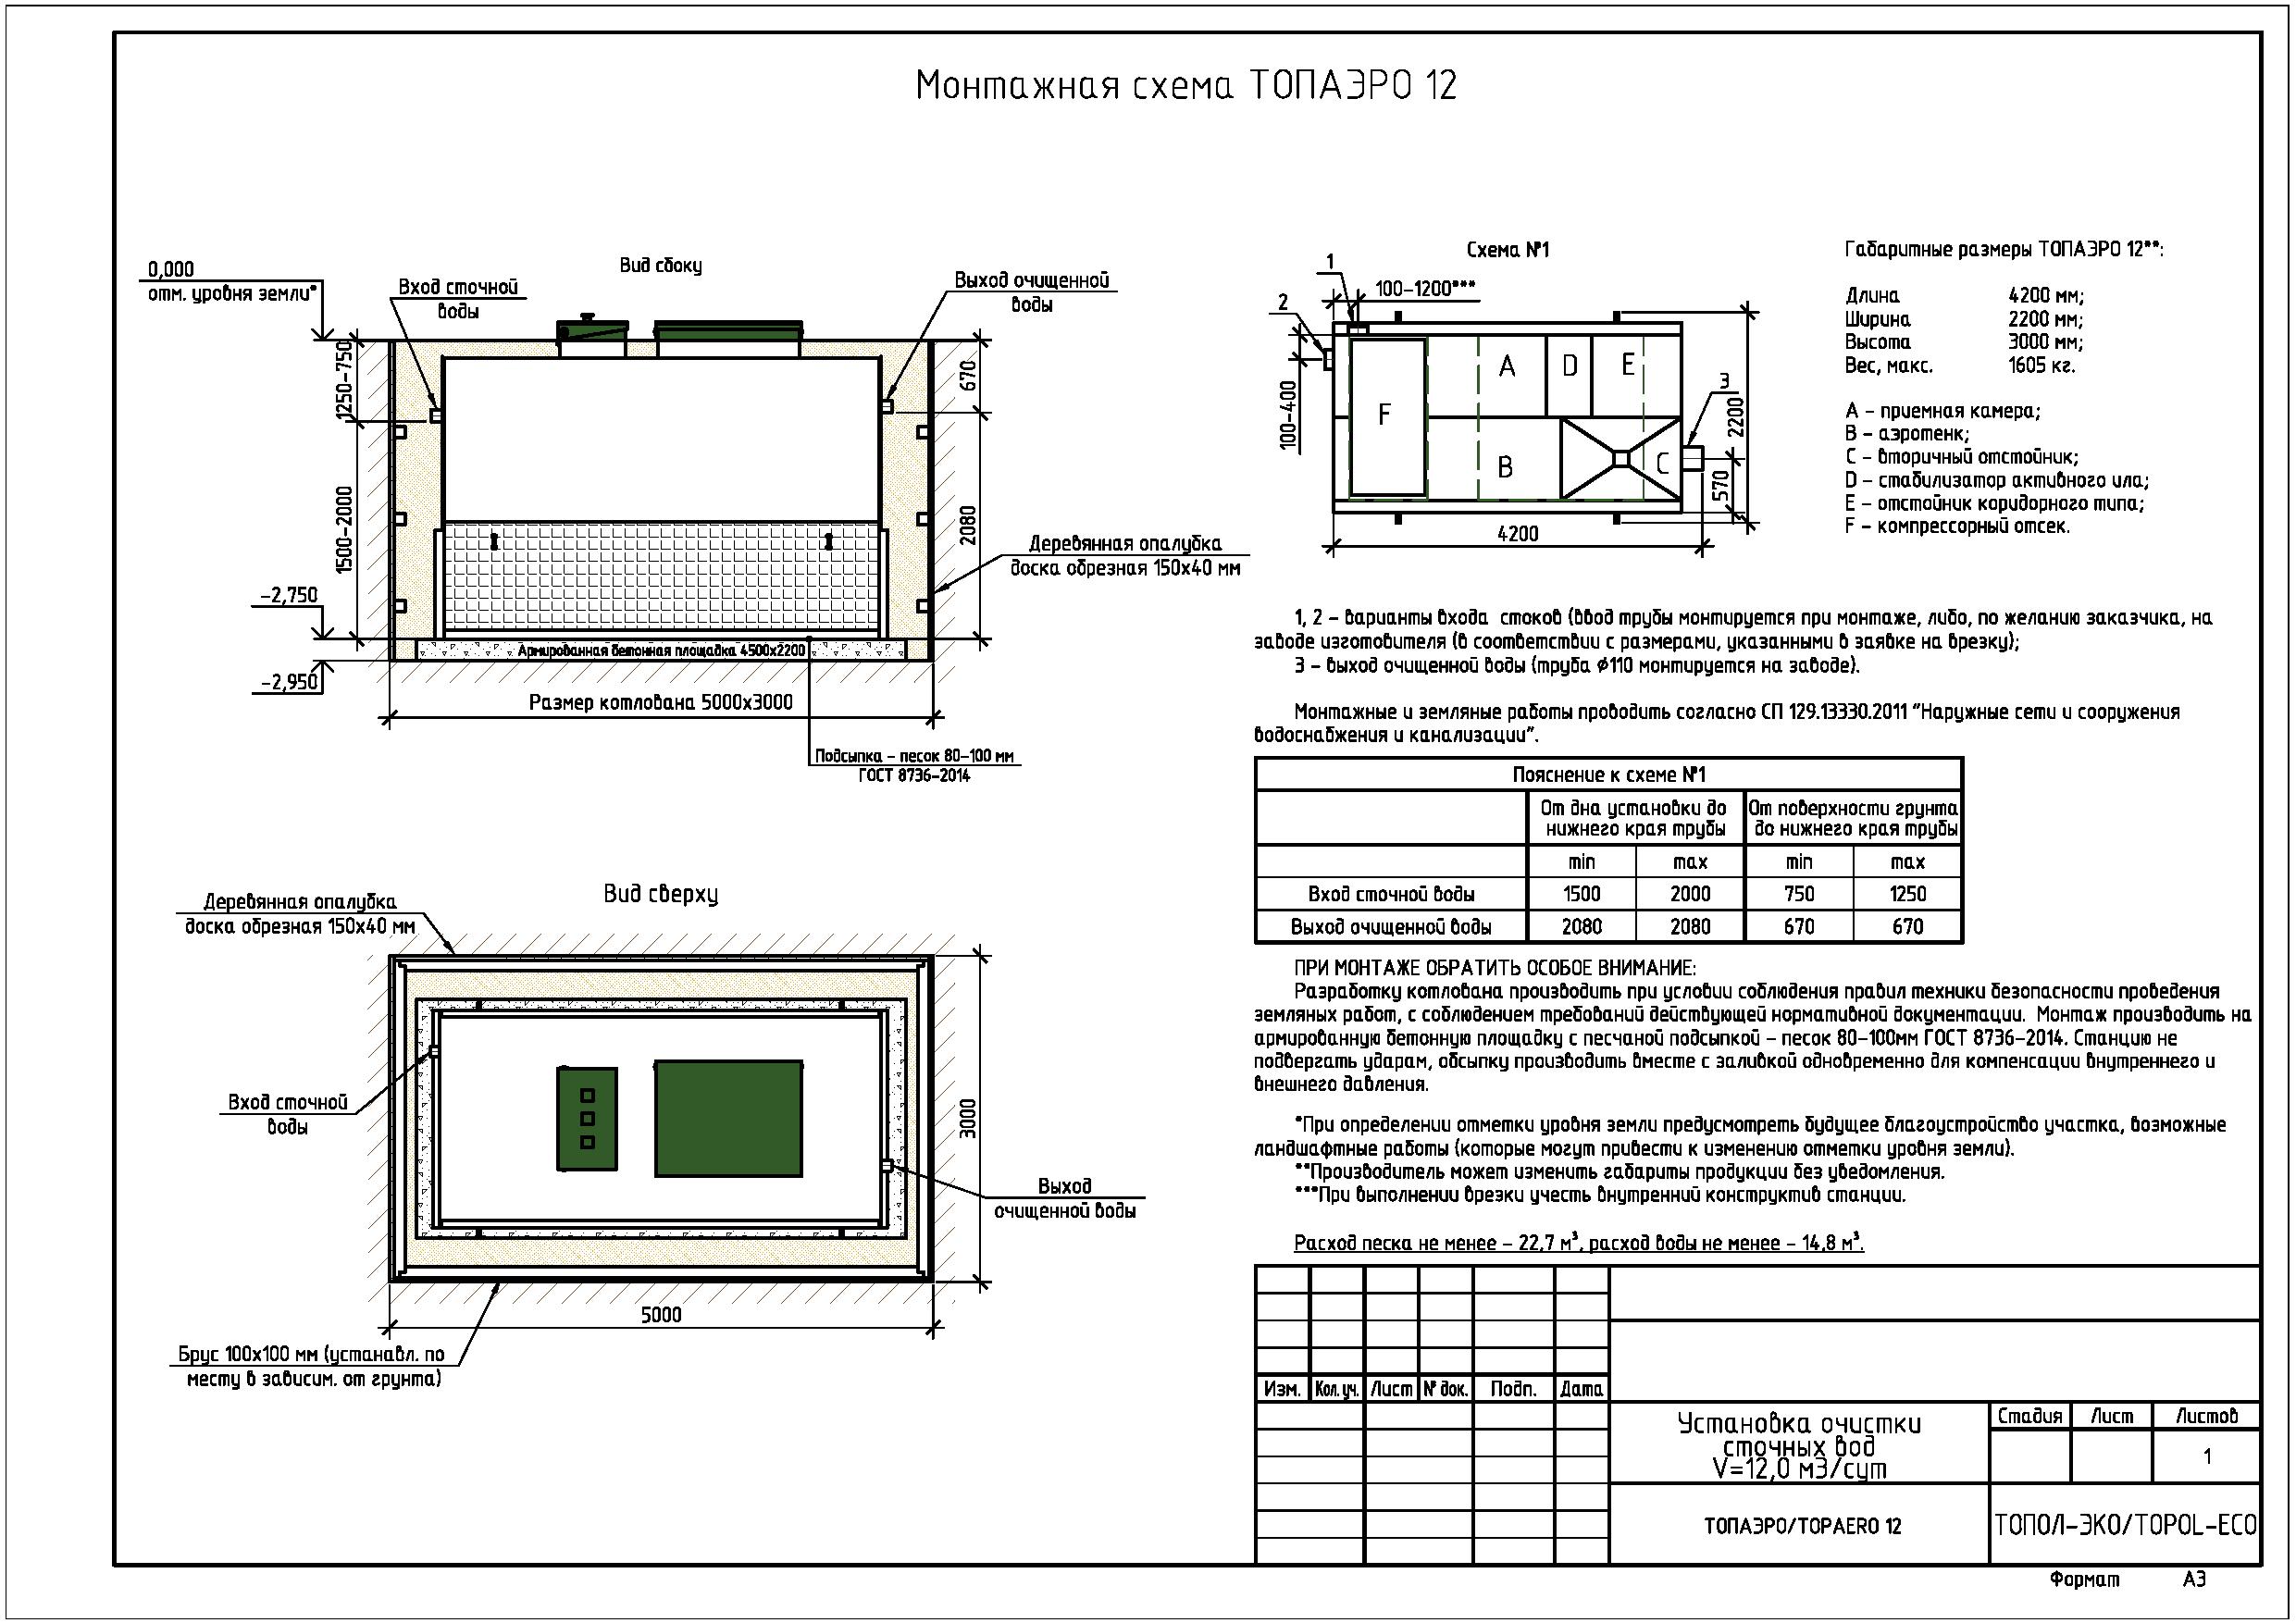 Монтажная схема ТОПАЭРО 12
Вид сбоку
0,000
отм. уровня земли*
Вход сточной
воды
Выход очищенной
воды
1250-750
670
1500-2000
2080
Деревянная опалубка
доска обрезная 150х40 мм
-2,750
Армированная бетонная площадка 4500х2200
-2,950
Размер котлована 5000х3000
Подсыпка - песок 80-100 мм
ГОСТ 8736-2014
Вид сверху
Деревянная опалубка
доска обрезная 150х40 мм
Вход сточной
воды
3000
Выход
очищенной воды
5000
Брус 100х100 мм (устанавл. по
месту в зависим. от грунта)
Схема №1
1
100-1200***
2
A
D
E
3
F
100-400
2200
B
C
570
4200
Габаритные размеры ТОПАЭРО 12**:
Длина 4200 мм;
Ширина 2200 мм;
Высота 3000 мм;
Вес, макс. 1605 кг.
А - приемная камера;
В - аэротенк;
С - вторичный отстойник;
D - стабилизатор активного ила;
Е - отстойник коридорного типа;
F - компрессорный отсек.
1, 2 - варианты входа стоков (ввод трубы монтируется при монтаже, либо, по желанию заказчика, на
заводе изготовителя (в соответствии с размерами, указанными в заявке на врезку);
3 - выход очищенной воды (труба ⌀110 монтируется на заводе).
Монтажные и земляные работы проводить согласно СП 129.13330.2011 "Наружные сети и сооружения
водоснабжения и канализации".
Пояснение к схеме №1
От дна установки до От поверхности грунта
нижнего края трубы до нижнего края трубы
min max min max
Вход сточной воды 1500 2000 750 1250
Выход очищенной воды 2080 2080 670 670
ПРИ МОНТАЖЕ ОБРАТИТЬ ОСОБОЕ ВНИМАНИЕ:
Разработку котлована производить при условии соблюдения правил техники безопасности проведения
земляных работ, с соблюдением требований действующей нормативной документации. Монтаж производить на
армированную бетонную площадку с песчаной подсыпкой - песок 80-100мм ГОСТ 8736-2014. Станцию не
подвергать ударам, обсыпку производить вместе с заливкой одновременно для компенсации внутреннего и
внешнего давления.
*При определении отметки уровня земли предусмотреть будущее благоустройство участка, возможные
ландшафтные работы (которые могут привести к изменению отметки уровня земли).
**Производитель может изменить габариты продукции без уведомления.
***При выполнении врезки учесть внутренний конструктив станции.
Расход песка не менее - 22,7 м³, расход воды не менее - 14,8 м³.
Изм. Кол.уч. Лист № док. Подп. Дата
Установка очистки
сточных вод
V=12,0 м3/сут
Стадия Лист Листов
1
ТОПАЭРО/TOPAERO 12
ТОПОЛ-ЭКО/TOPOL-ECO
Формат А3